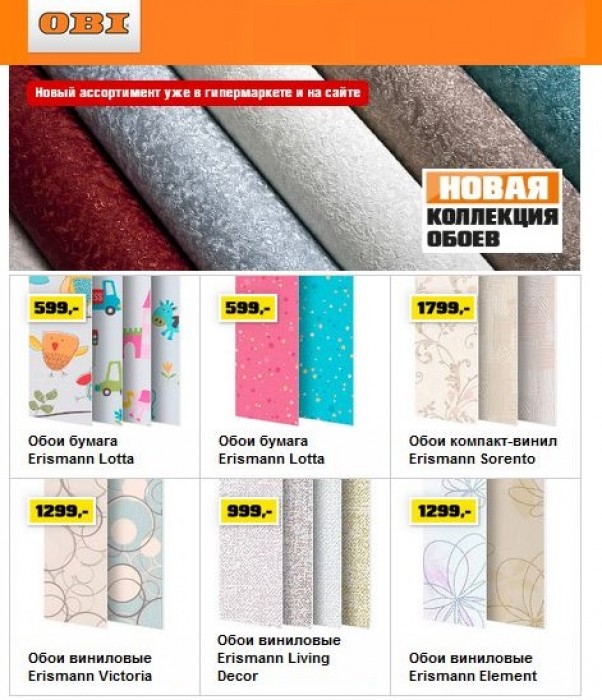 OBI
Новый ассортимент уже в гипермаркете и на сайте
НОВАЯ
КОЛЛЕКЦИЯ
ОБОЕВ
599,-
599,-
1799,-
Обои бумага
Erismann Lotta
Обои бумага
Erismann Lotta
Обои компакт-винил
Erismann Sorento
1299,-
999,-
1299,-
Обои виниловые
Erismann Victoria
Обои виниловые
Erismann Living
Decor
Обои виниловые
Erismann Element